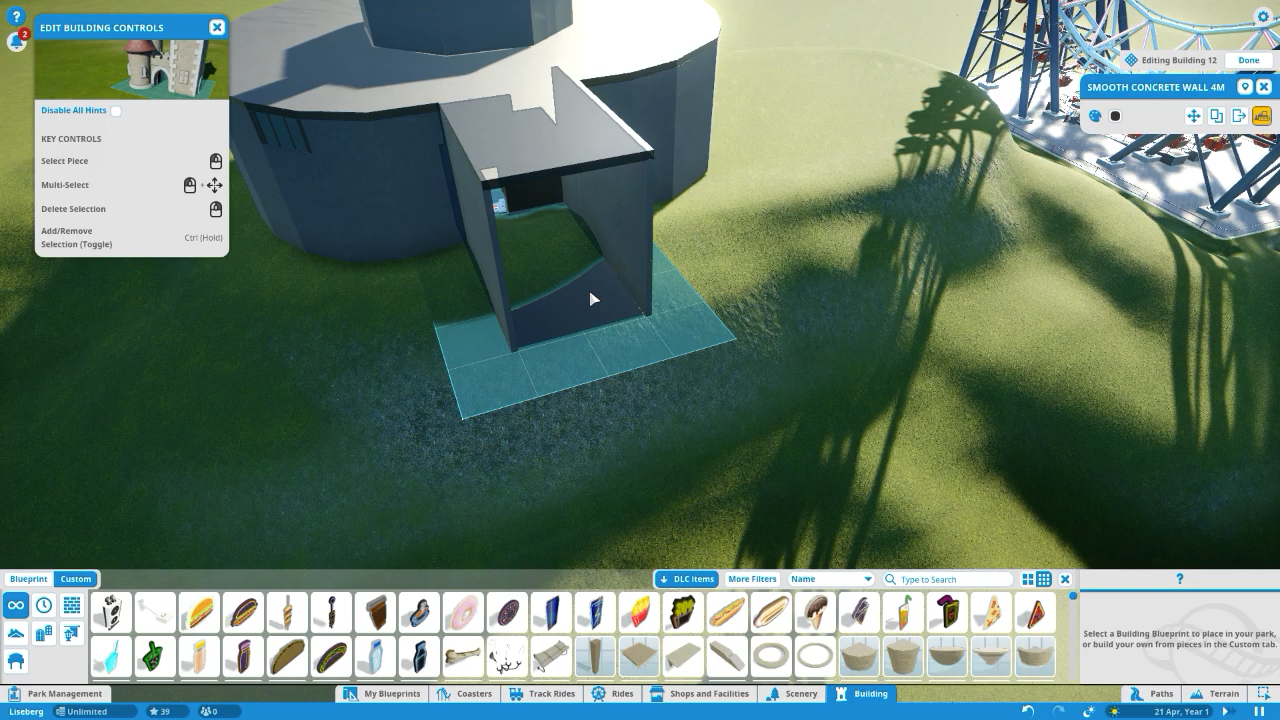 ?
EDIT BUILDING CONTROLS
2
Disable All Hints
KEY CONTROLS
Select Piece
Multi-Select
+
Delete Selection
Add/Remove
Selection (Toggle)
Ctrl (Hold)
Editing Building 12
Done
SMOOTH CONCRETE WALL 4M
Blueprint
Custom
DLC items
More Filters
Name
Type to Search
?
Select a Building Blueprint to place in your park,
or build your own from pieces in the Custom tab.
Park Management
My Blueprints
Coasters
Track Rides
Rides
Shops and Facilities
Scenery
Building
Paths
Terrain
Liseberg
Unlimited
39
0
21 Apr, Year 1